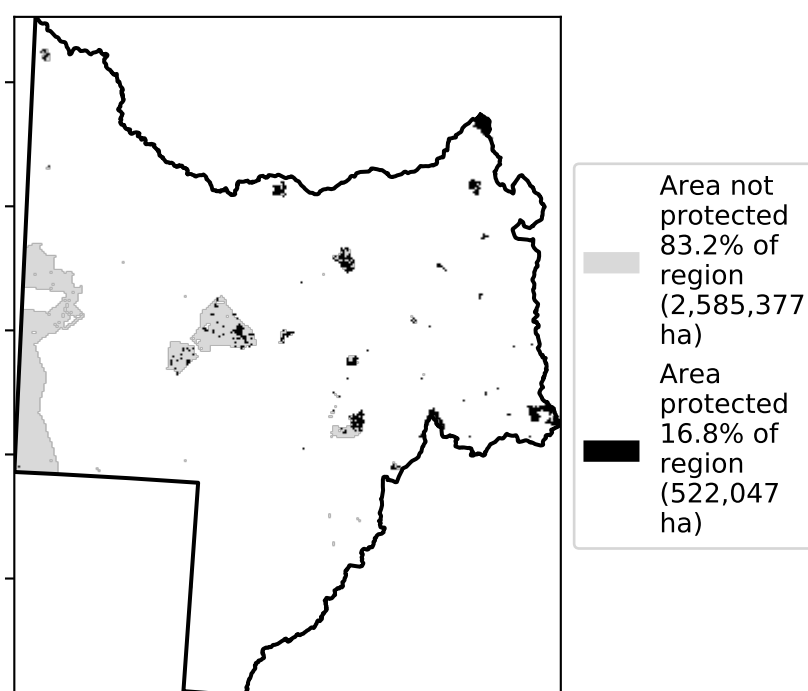 Area not
protected
83.2% of
region
(2,585,377
ha)
Area
protected
16.8% of
region
(522,047
ha)